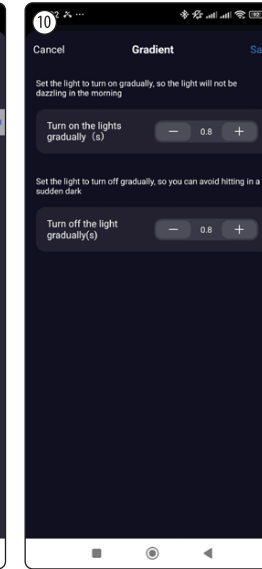 10
Cancel Gradient Sa
Set the light to turn on gradually, so the light will not be
dazzling in the morning
Turn on the lights
gradually (s)
— 0.8 +
Set the light to turn off gradually, so you can avoid hitting in a
sudden dark
Turn off the light
gradually(s)
— 0.8 +